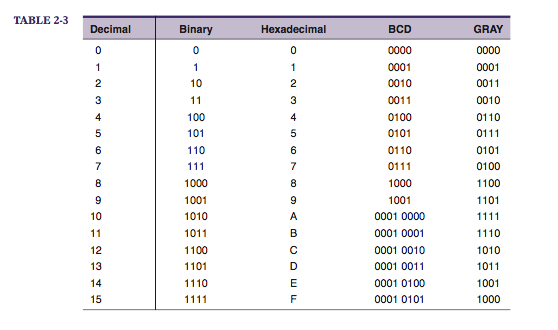 TABLE 2-3
Decimal Binary Hexadecimal BCD GRAY
0 0 0 0000 0000
1 1 1 0001 0001
2 10 2 0010 0011
3 11 3 0011 0010
4 100 4 0100 0110
5 101 5 0101 0111
6 110 6 0110 0101
7 111 7 0111 0100
8 1000 8 1000 1100
9 1001 9 1001 1101
10 1010 A 0001 0000 1111
11 1011 B 0001 0001 1110
12 1100 C 0001 0010 1010
13 1101 D 0001 0011 1011
14 1110 E 0001 0100 1001
15 1111 F 0001 0101 1000